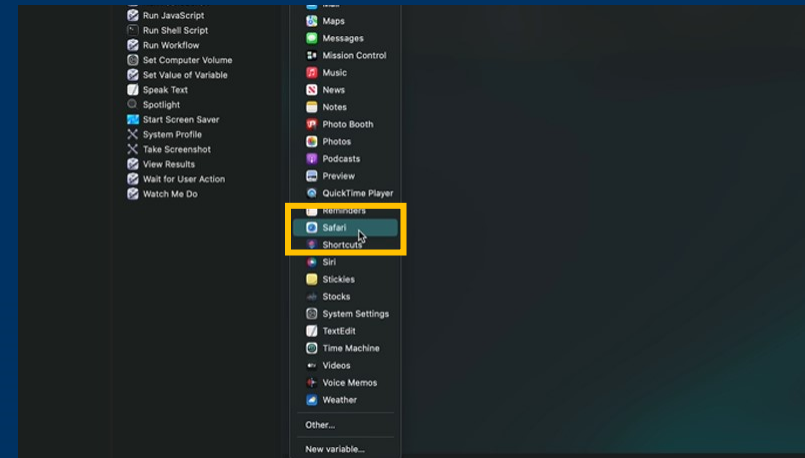 Run JavaScript
Run Shell Script
Run Workflow
Set Computer Volume
Set Value of Variable
Speak Text
Spotlight
Start Screen Saver
System Profile
Take Screenshot
View Results
Wait for User Action
Watch Me Do
Maps
Messages
Mission Control
Music
News
Notes
Photo Booth
Photos
Podcasts
Preview
QuickTime Player
Reminders
Safari
Shortcuts
Siri
Stickies
Stocks
System Settings
TextEdit
Time Machine
Videos
Voice Memos
Weather
Other...
New variable...